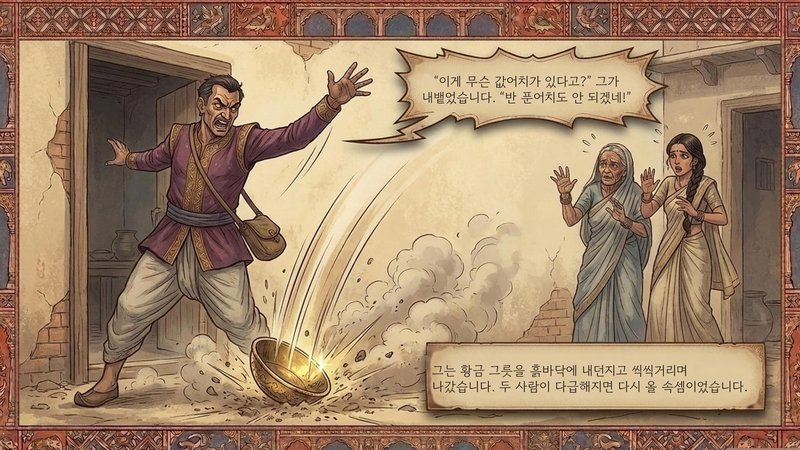 “이게 무슨 값어치가 있다고?” 그가
내뱉었습니다. “반 푼어치도 안 되겠네!”
그는 황금 그릇을 흙바닥에 내던지고 씩씩거리며
나갔습니다. 두 사람이 다급해지면 다시 올 속셈이었습니다.